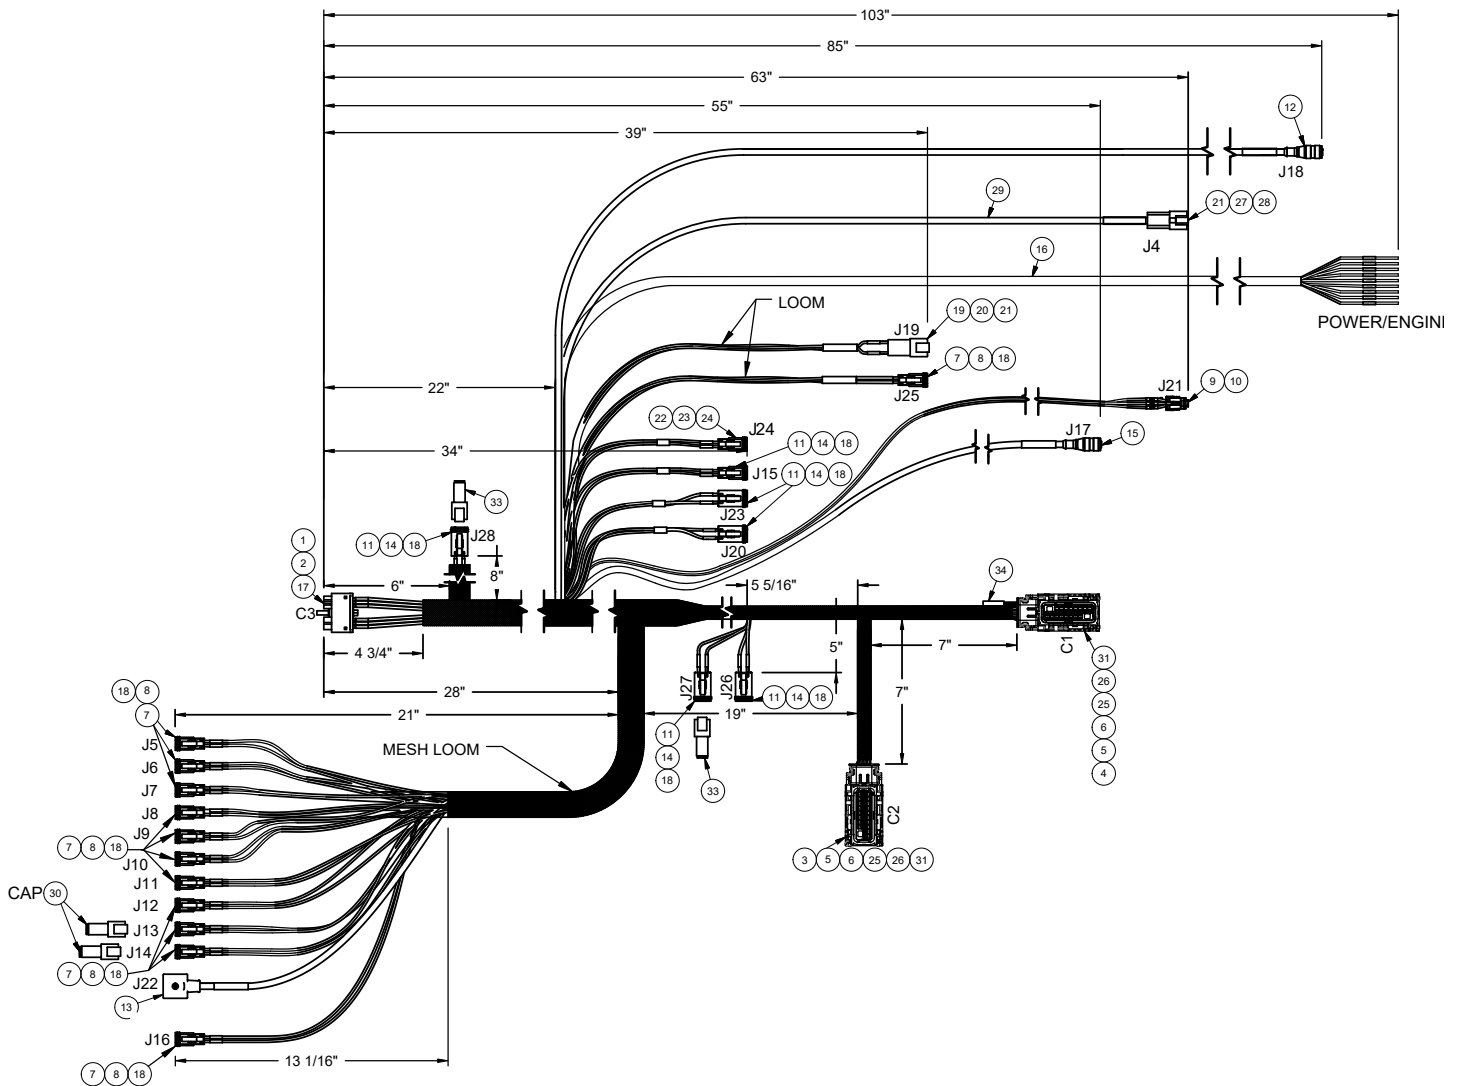 103"
85"
63"
55"
39"
12
J18
29
21 27 28
J4
16
POWER/ENGINE
LOOM
J19
19 20 21
7 8 18
J25
22"
J21
9 10
22 23 24
J24
J17
15
34"
11 14 18
J15
11 14 18
33
J23
J28
11 14 18
J20
1
2
17
6"
8"
5 5/16"
34
C3
4 3/4"
5"
7"
C1
31
26
25
6
5
4
28"
J27
J26
11 14 18
7"
18 8
7
21"
19"
11
14
18
J5
MESH LOOM
J6
33
J7
J8
C2
J9
7 8 18
J10
3 5 6 25 26 31
J11
CAP 30
J12
J13
J14
7 8 18
J22
13
J16
13 1/16"
7 8 18